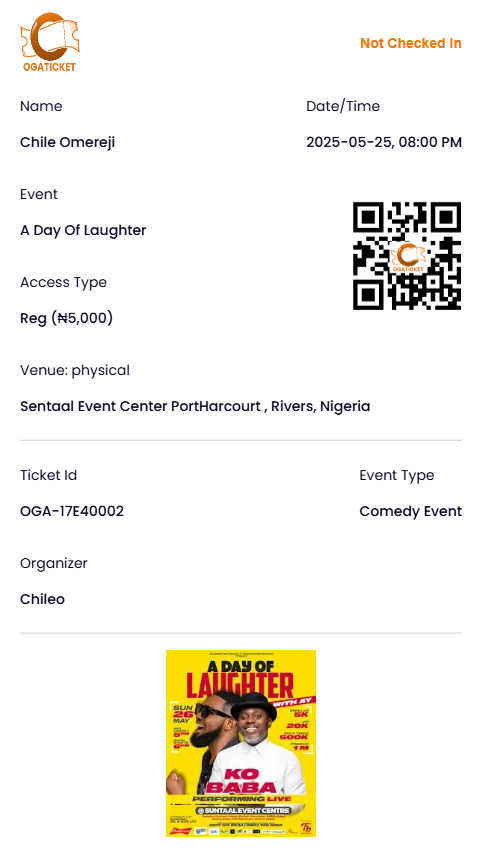 OGATICKET
Not Checked In
Name
Date/Time
Chile Omereji
2025-05-25, 08:00 PM
Event
A Day Of Laughter
OGATICKET
Access Type
Reg (₦5,000)
Venue: physical
Sentaal Event Center PortHarcourt , Rivers, Nigeria
Ticket Id
Event Type
OGA-17E40002
Comedy Event
Organizer
Chileo
A DAY OF
LAUGHTER
WITH AY
SUN
26
MAY
5PM
6PM
5K
20K
500K
1M
KO
BABA
PERFORMING LIVE
@ SUNTAAL EVENT CENTRE